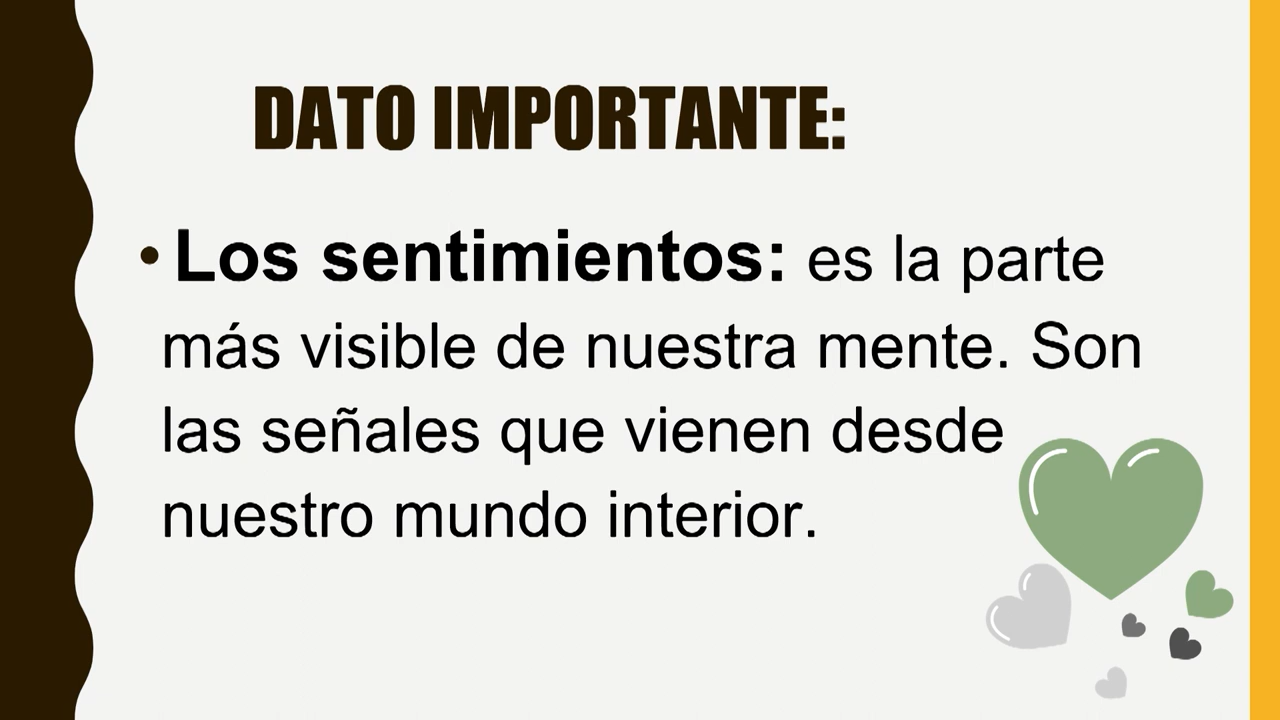 DATO IMPORTANTE:
• Los sentimientos: es la parte
más visible de nuestra mente. Son
las señales que vienen desde
nuestro mundo interior.